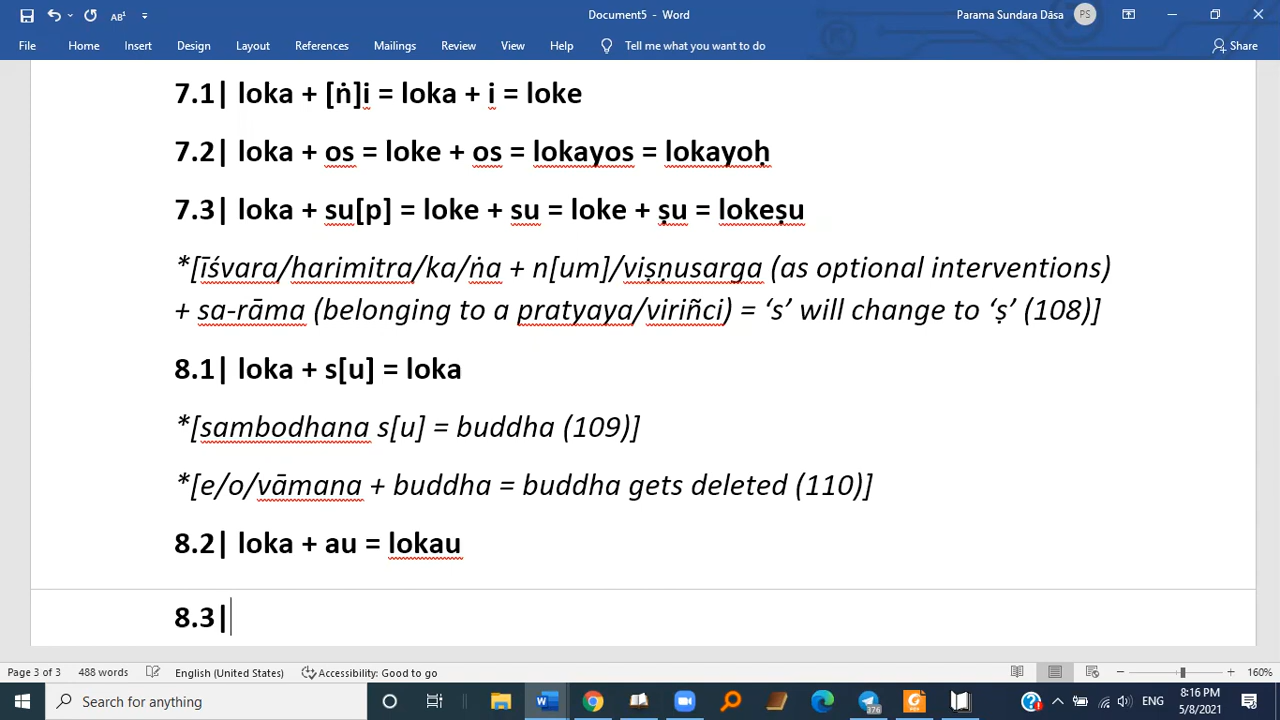 Document5 - Word
Parama Sundara Dāsa PS
File Home Insert Design Layout References Mailings Review View Help Tell me what you want to do Share
7.1| loka + [ṅ]i = loka + i = loke
7.2| loka + os = loke + os = lokayos = lokayoḥ
7.3| loka + su[p] = loke + su = loke + ṣu = lokeṣu
*[īśvara/harimitra/ka/ṅa + n[um]/viṣṇusarga (as optional interventions)
+ sa-rāma (belonging to a pratyaya/viriñci) = ‘s’ will change to ‘ṣ’ (108)]
8.1| loka + s[u] = loka
*[sambodhana s[u] = buddha (109)]
*[e/o/vāmana + buddha = buddha gets deleted (110)]
8.2| loka + au = lokau
8.3|
Page 3 of 3 488 words English (United States) Accessibility: Good to go 160%
Search for anything 376 ENG 8:16 PM
5/8/2021